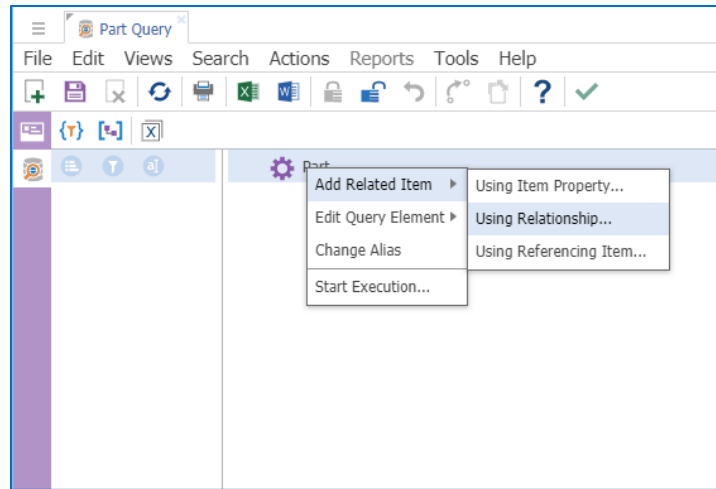 Part Query
File Edit Views Search Actions Reports Tools Help
{T}
Part
Add Related Item
Using Item Property...
Edit Query Element
Using Relationship...
Change Alias
Using Referencing Item...
Start Execution...